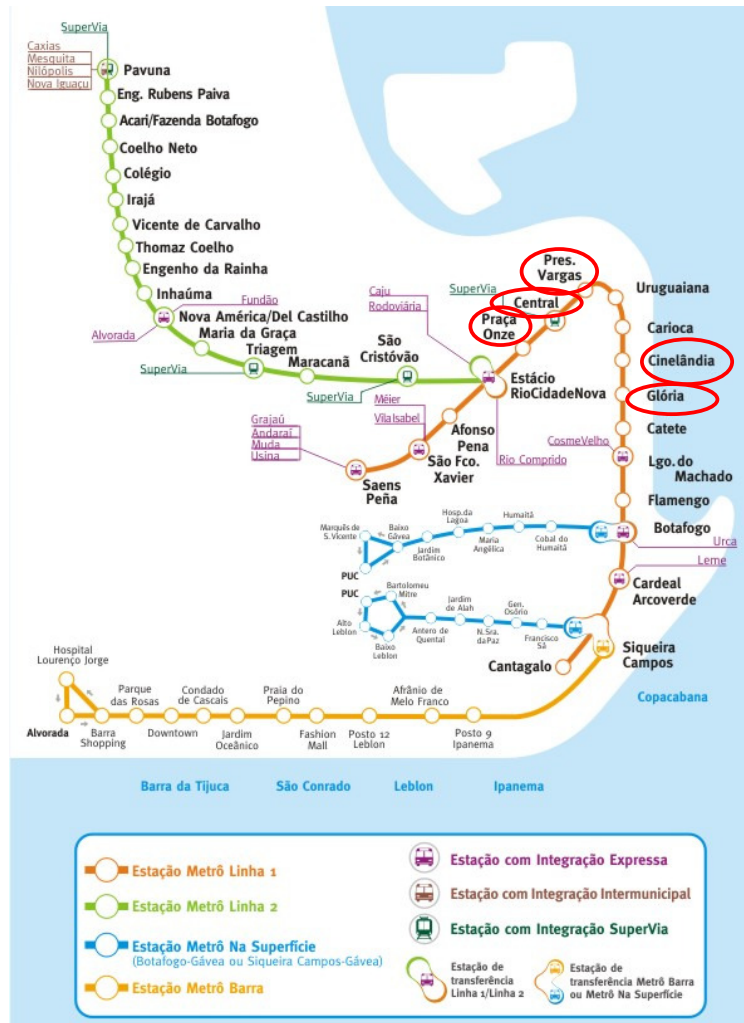 SuperVia
Caxias
Mesquita
Nilópolis
Nova Iguaçu
Pavuna
Eng. Rubens Paiva
Acari/Fazenda Botafogo
Coelho Neto
Colégio
Irajá
Vicente de Carvalho
Thomaz Coelho
Engenho da Rainha
Inhaúma
Fundão
Nova América/Del Castilho
Alvorada
Maria da Graça
Triagem
SuperVia
Maracanã
São
Cristóvão
SuperVia
Caju
Rodoviária
SuperVia
Pres.
Vargas
Central
Praça
Onze
Uruguaiana
Carioca
Cinelândia
Glória
Catete
Estácio
RioCidadeNova
Méier
Vila Isabel
Grajaú
Andaraí
Muda
Usina
Afonso
Pena
São Fco.
Xavier
Saens
Peña
Rio Comprido
CosmeVelho
Lgo. do
Machado
Flamengo
Botafogo
Urca
Leme
Cardeal
Arcoverde
Marquês de
S. Vicente
Baixo
Gávea
Hosp. da
Lagoa
Humaitá
Jardim
Botânico
Maria
Angélica
Cobal do
Humaitá
PUC
PUC
Bartolomeu
Mitre
Jardim
de Alah
Gen.
Osório
Alto
Leblon
Baixo
Leblon
Antero de
Quental
N.Sra.
da Paz
Francisco
Sá
Siqueira
Campos
Cantagalo
Copacabana
Hospital
Lourenço Jorge
Parque
das Rosas
Condado
de Cascais
Praia do
Pepino
Afrânio de
Melo Franco
Alvorada
Barra
Shopping
Downtown
Jardim
Oceânico
Fashion
Mall
Posto 12
Leblon
Posto 9
Ipanema
Barra da Tijuca
São Conrado
Leblon
Ipanema
Estação Metrô Linha 1
Estação Metrô Linha 2
Estação Metrô Na Superfície
(Botafogo-Gávea ou Siqueira Campos-Gávea)
Estação Metrô Barra
Estação com Integração Expressa
Estação com Integração Intermunicipal
Estação com Integração SuperVia
Estação de
transferência
Linha 1/Linha 2
Estação de
transferência Metrô Barra
ou Metrô Na Superfície